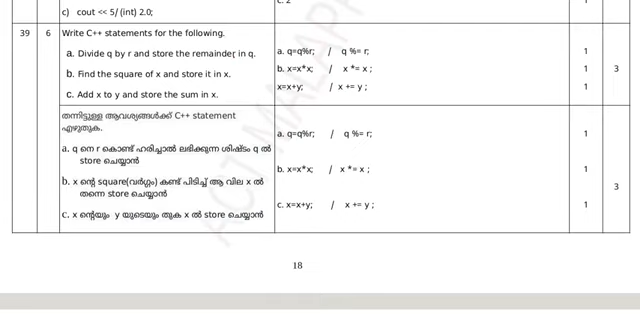 c. 2 1
c) cout << 5/ (int) 2.0;
39 6 Write C++ statements for the following.
a. Divide q by r and store the remainder, in q. a. q=q%r; / q %= r; 1
b. Find the square of x and store it in x. b. x=x*x; / x *= x ; 1 3
c. Add x to y and store the sum in x. x=x+y; / x += y ; 1
തന്നിട്ടുള്ള ആവശ്യങ്ങൾക്ക് C++ statement
എഴുതുക.
a. q നെ r കൊണ്ട് ഹരിച്ചാൽ ലഭിക്കുന്ന ശിഷ്ടം q ൽ a. q=q%r; / q %= r; 1
store ചെയ്യാൻ
b. x ന്റെ square(വർഗ്ഗം) കണ്ട് പിടിച്ച് ആ വില x ൽ b. x=x*x; / x *= x ; 1
തന്നെ store ചെയ്യാൻ 3
c. x ന്റെയും y യുടെയും തുക x ൽ store ചെയ്യാൻ c. x=x+y; / x += y ; 1
18